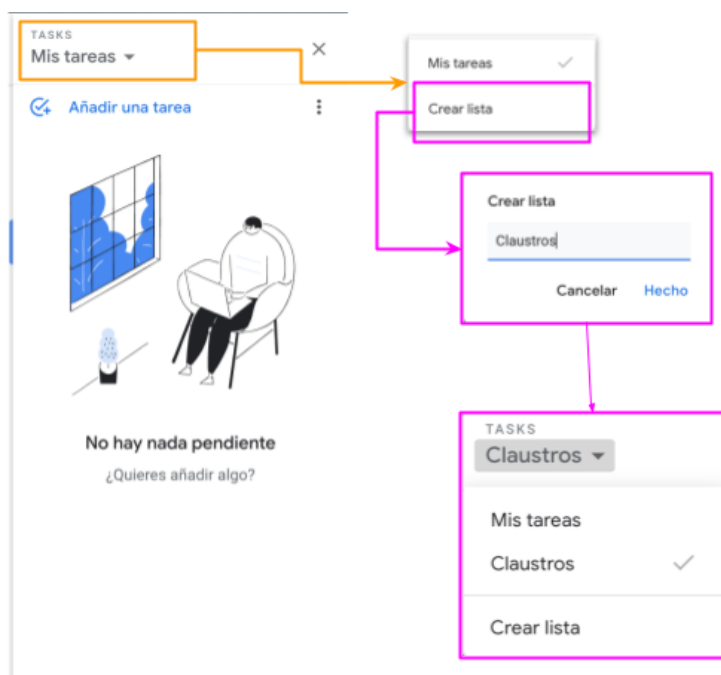 TASKS
Mis tareas
Añadir una tarea
No hay nada pendiente
¿Quieres añadir algo?
Mis tareas
Crear lista
Crear lista
Claustros
Cancelar Hecho
TASKS
Claustros
Mis tareas
Claustros
Crear lista